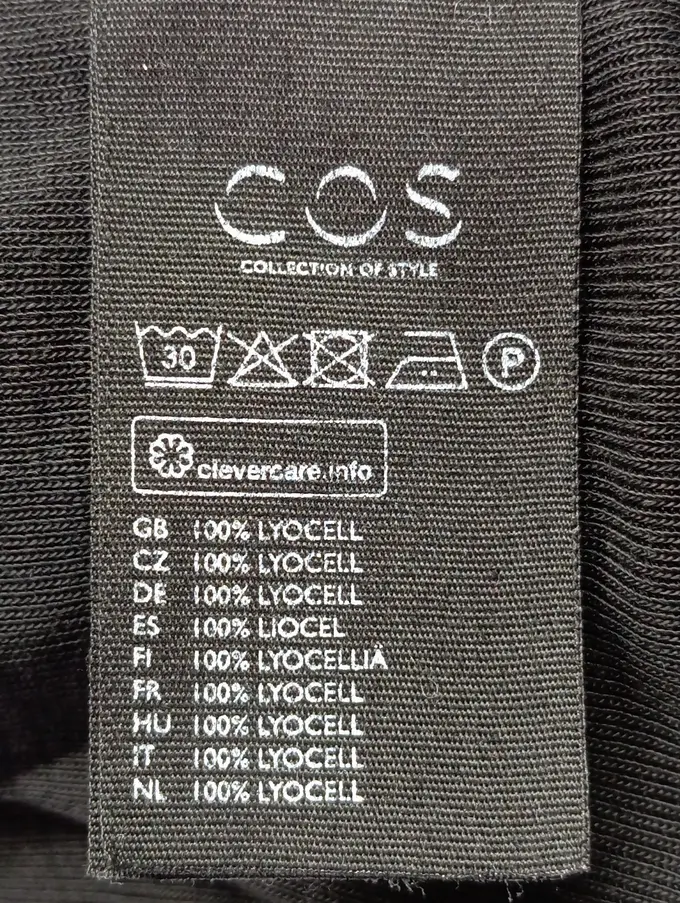 COS
COLLECTION OF STYLE
30 P
clevercare.info
GB 100% LYOCELL
CZ 100% LYOCELL
DE 100% LYOCELL
ES 100% LIOCEL
FI 100% LYOCELLIÄ
FR 100% LYOCELL
HU 100% LYOCELL
IT 100% LYOCELL
NL 100% LYOCELL